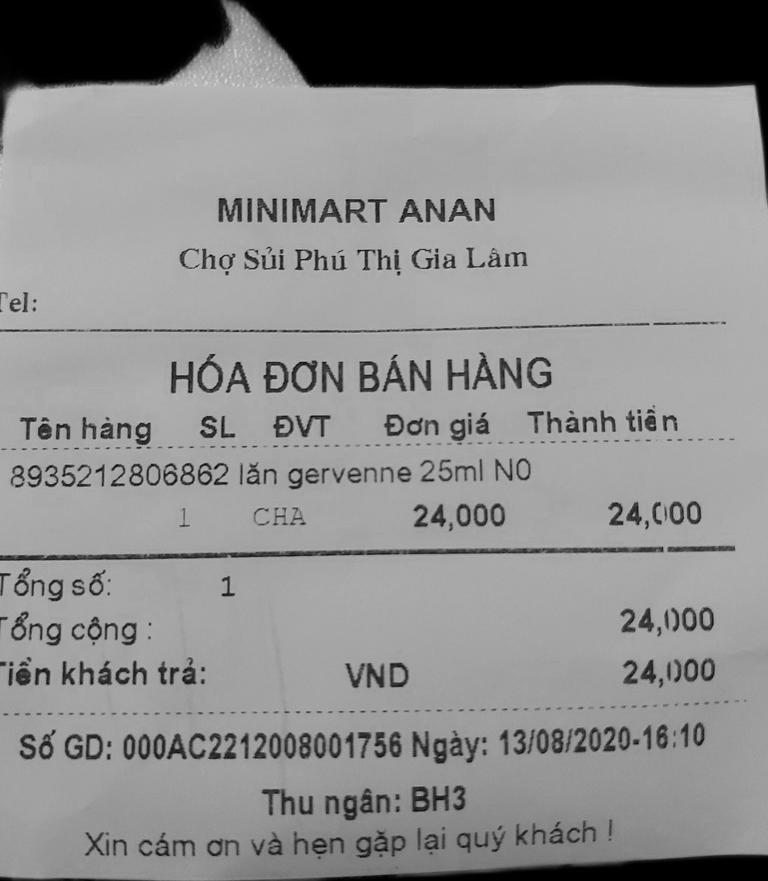 MINIMART ANAN
Chợ Sủi Phú Thị Gia Lâm
Tel:
HÓA ĐƠN BÁN HÀNG
Tên hàng SL ĐVT Đơn giá Thành tiền
8935212806862 lăn gervenne 25ml N0
1 CHA 24,000 24,000
Tổng số: 1
Tổng cộng : 24,000
Tiền khách trả: VND 24,000
Số GD: 000AC2212008001756 Ngày: 13/08/2020-16:10
Thu ngân: BH3
Xin cám ơn và hẹn gặp lại quý khách !